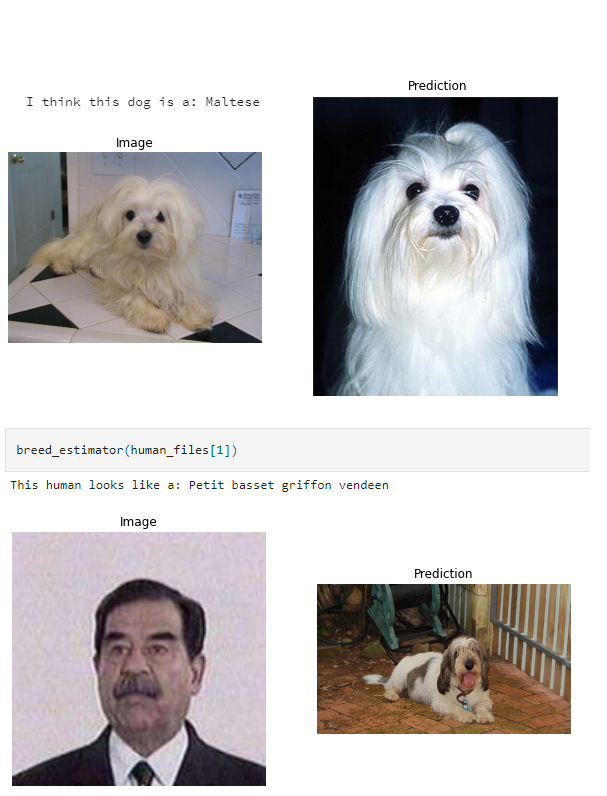 I think this dog is a: Maltese
Prediction
Image
breed_estimator(human_files[1])
This human looks like a: Petit basset griffon vendeen
Image
Prediction